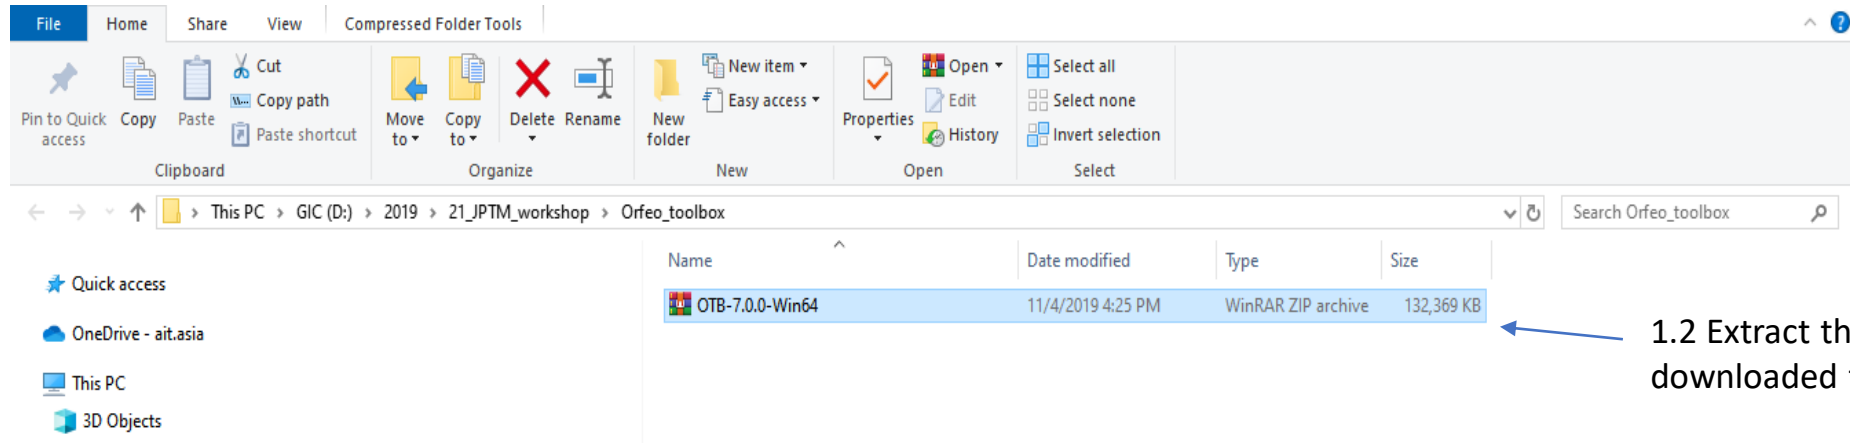 File Home Share View Compressed Folder Tools
Pin to Quick access
Copy
Paste
Cut
Copy path
Paste shortcut
Clipboard
Move to
Copy to
Delete
Rename
Organize
New folder
New item
Easy access
New
Properties
Open
Edit
History
Open
Select all
Select none
Invert selection
Select
This PC > GIC (D:) > 2019 > 21_JPTM_workshop > Orfeo_toolbox
Search Orfeo_toolbox
Name Date modified Type Size
Quick access
OneDrive - ait.asia
This PC
3D Objects
OTB-7.0.0-Win64 11/4/2019 4:25 PM WinRAR ZIP archive 132,369 KB
1.2 Extract th
downloaded